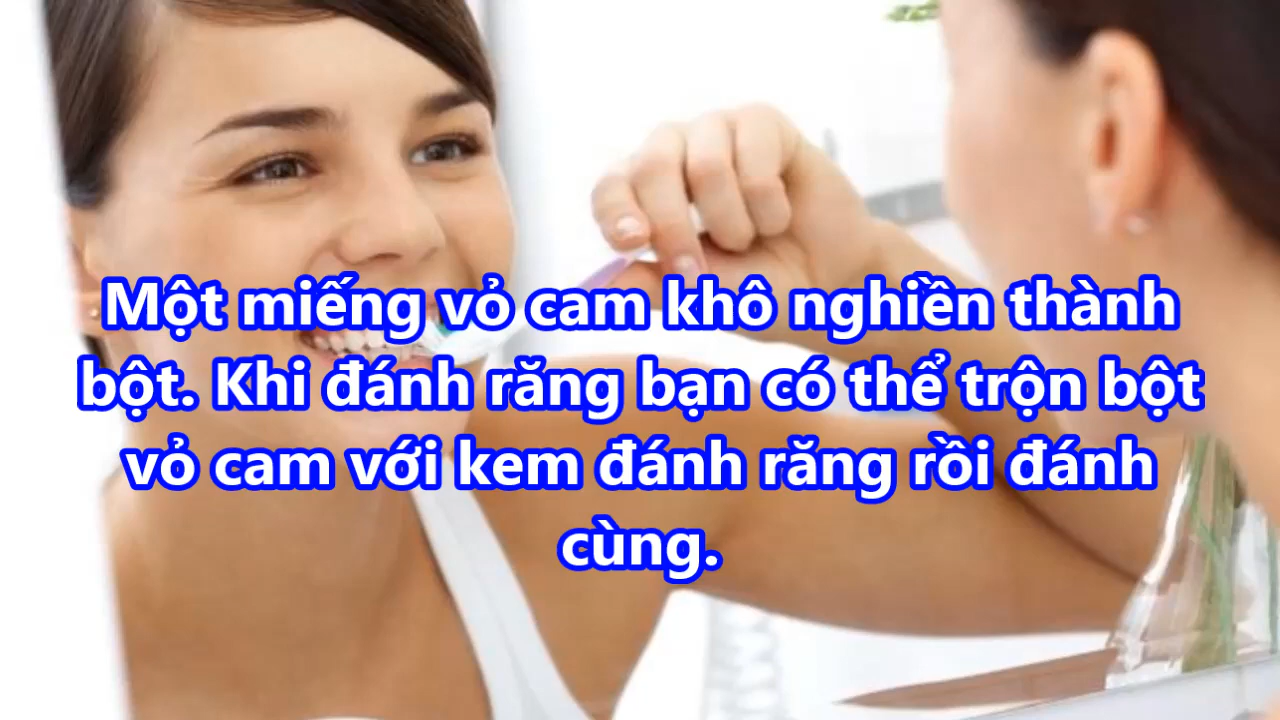 Một miếng vỏ cam khô nghiền thành
bột. Khi đánh răng bạn có thể trộn bột
vỏ cam với kem đánh răng rồi đánh
cùng.